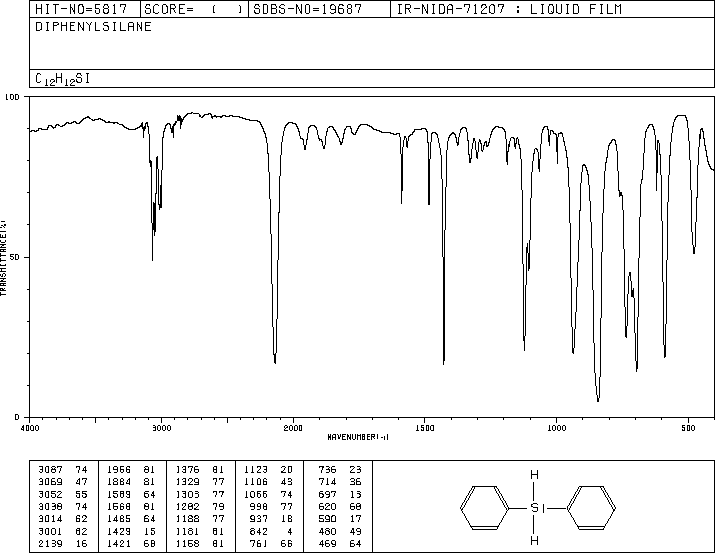 HIT-NO=5817 SCORE= ( ) SDBS-NO=19687 IR-NIDA-71207 : LIQUID FILM
DIPHENYLSILANE
C12H12SI
100
50
0
TRANSMITTANCE(%)
4000 3000 2000 1500 1000 500
WAVENUMBER(-1)
3087 74 1966 81 1376 81 1123 20 736 23
3069 47 1884 81 1329 77 1106 43 714 36
3052 55 1589 64 1303 77 1066 74 697 13
3038 74 1568 81 1282 79 998 77 620 68
3014 62 1485 64 1188 77 937 18 590 17
3001 62 1429 15 1181 81 842 4 480 49
2139 16 1421 68 1158 81 761 66 469 64
H
Si
H